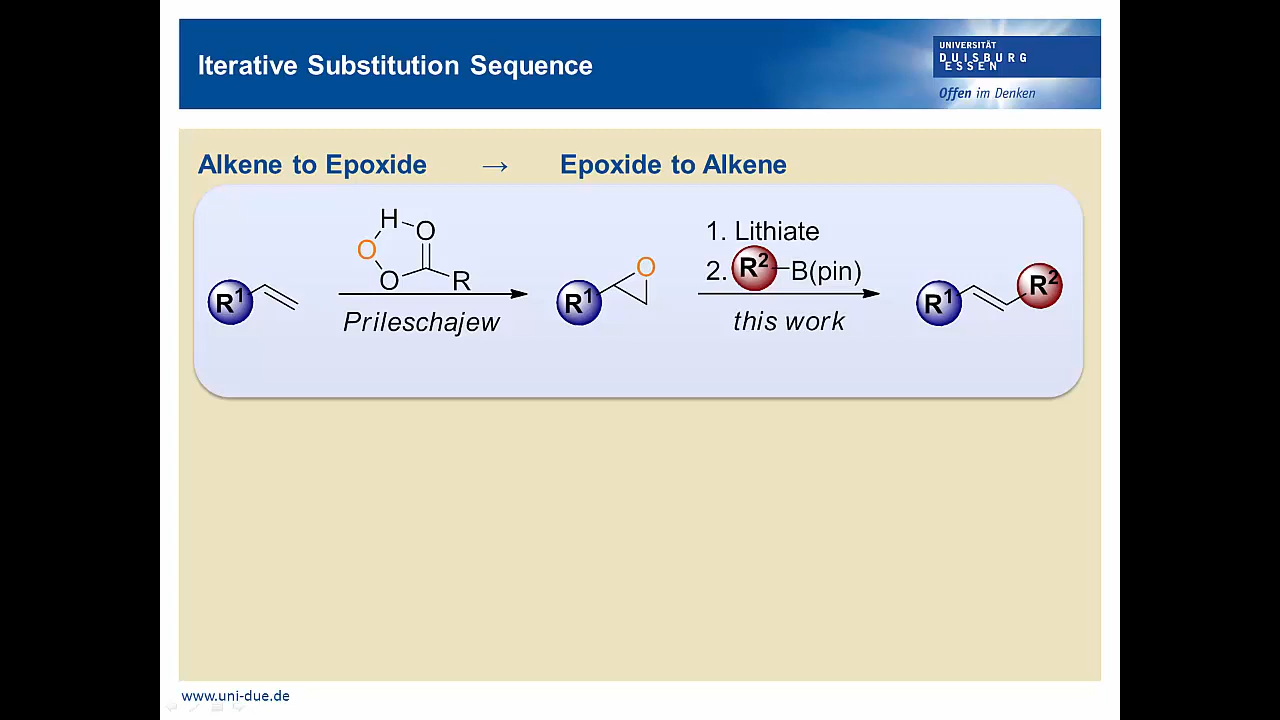 Iterative Substitution Sequence
UNIVERSITÄT
DUISBURG
ESSEN
Offen im Denken
Alkene to Epoxide → Epoxide to Alkene
R¹
H
O
O
O
R
Prileschajew
R¹
O
1. Lithiate
2. R² B(pin)
this work
R¹
R²
www.uni-due.de